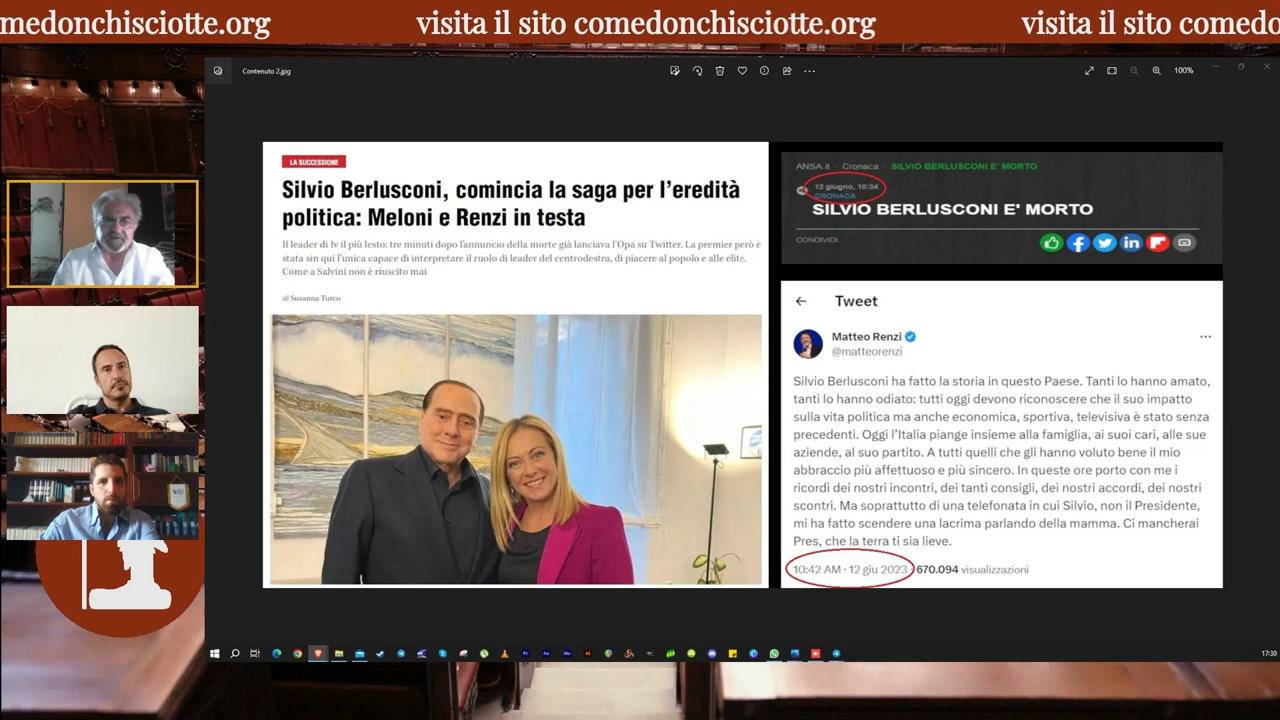 medonchisciotte.org visita il sito comedonchisciotte.org visita il sito comedo
Contenuto 2.jpg
100%
LA SUCCESSIONE
Silvio Berlusconi, comincia la saga per l'eredità
politica: Meloni e Renzi in testa
Il leader di Iv il più lesto: tre minuti dopo l'annuncio della morte già lanciava l'Opa su Twitter. La premier però è
stata sin qui l'unica capace di interpretare il ruolo di leader del centrodestra, di piacere al popolo e alle elite.
Come a Salvini non è riuscito mai
di Susanna Turco
ANSA.it Cronaca SILVIO BERLUSCONI E' MORTO
12 giugno, 10:34
CRONACA
SILVIO BERLUSCONI E' MORTO
CONDIVIDI
Tweet
Matteo Renzi
@matteorenzi
Silvio Berlusconi ha fatto la storia in questo Paese. Tanti lo hanno amato,
tanti lo hanno odiato: tutti oggi devono riconoscere che il suo impatto
sulla vita politica ma anche economica, sportiva, televisiva è stato senza
precedenti. Oggi l'Italia piange insieme alla famiglia, ai suoi cari, alle sue
aziende, al suo partito. A tutti quelli che gli hanno voluto bene il mio
abbraccio più affettuoso e più sincero. In queste ore porto con me i
ricordi dei nostri incontri, dei tanti consigli, dei nostri accordi, dei nostri
scontri. Ma soprattutto di una telefonata in cui Silvio, non il Presidente,
mi ha fatto scendere una lacrima parlando della mamma. Ci mancherai
Pres, che la terra ti sia lieve.
10:42 AM · 12 giu 2023 · 670.094 visualizzazioni
17:30